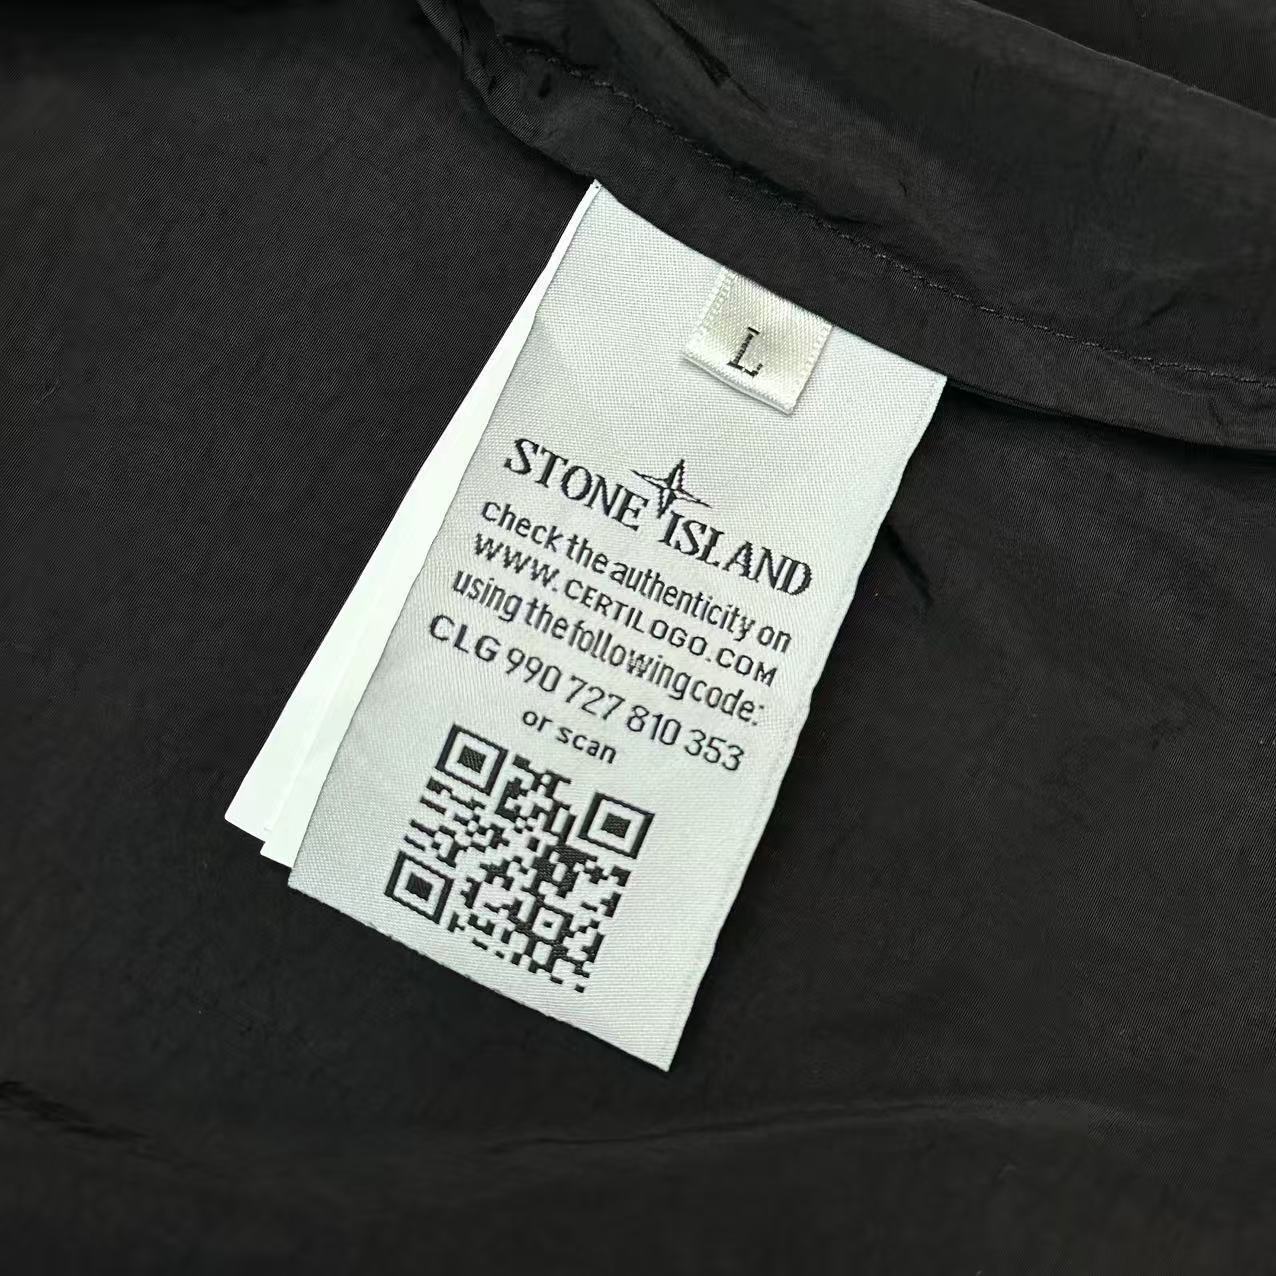 L
STONE ISLAND
check the authenticity on
WWW.CERTILOGO.COM
using the following code:
CLG 990 727 810 353
or scan